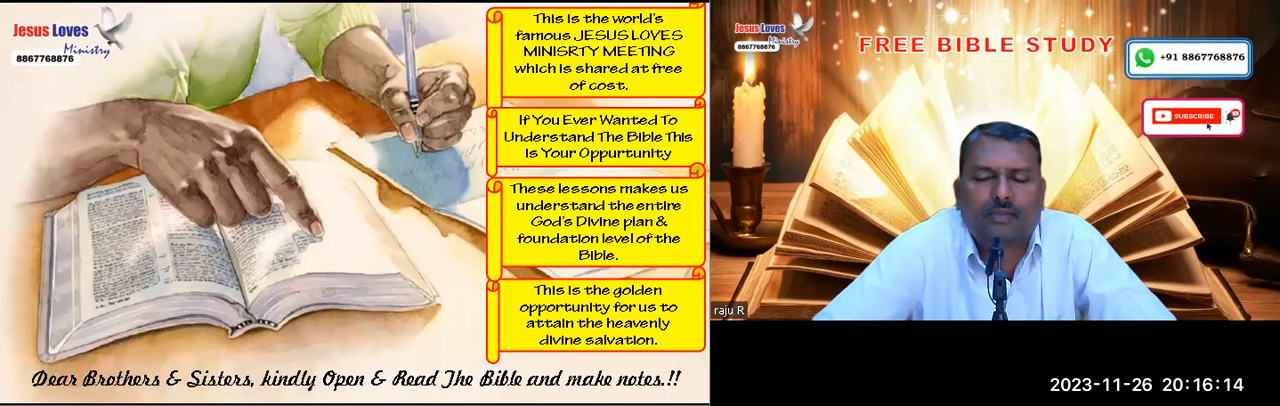 Jesus Loves
Ministry
8867768876
This is the world's
famous JESUS LOVES
MINISRTY MEETING
which is shared at free
of cost.
If You Ever Wanted To
Understand The Bible This
Is Your Oppurtunity
These lessons makes us
understand the entire
God's Divine plan &
foundation level of the
Bible.
This is the golden
opportunity for us to
attain the heavenly
divine salvation.
Dear Brothers & Sisters, kindly Open & Read The Bible and make notes.!!
Jesus Loves
Ministry
8867768876
FREE BIBLE STUDY
+91 8867768876
SUBSCRIBE
raju R
2023-11-26 20:16:14